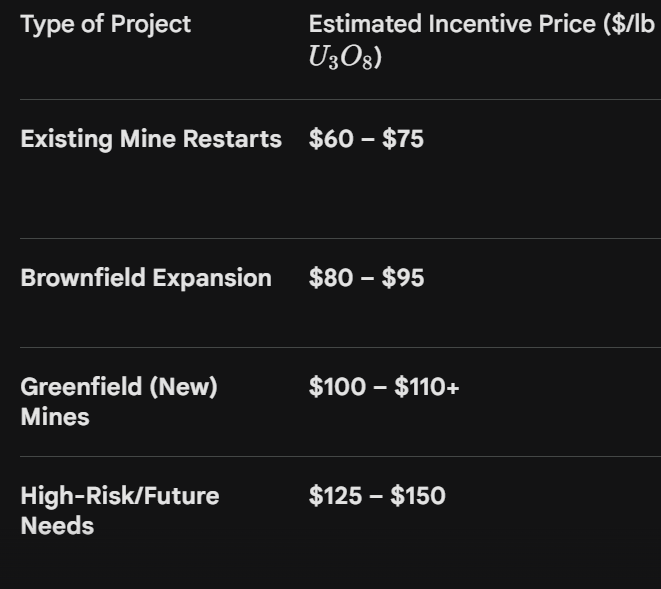 Type of Project
Estimated Incentive Price ($/lb
U₃O₈)
Existing Mine Restarts
$60 – $75
Brownfield Expansion
$80 – $95
Greenfield (New)
Mines
$100 – $110+
High-Risk/Future
Needs
$125 – $150